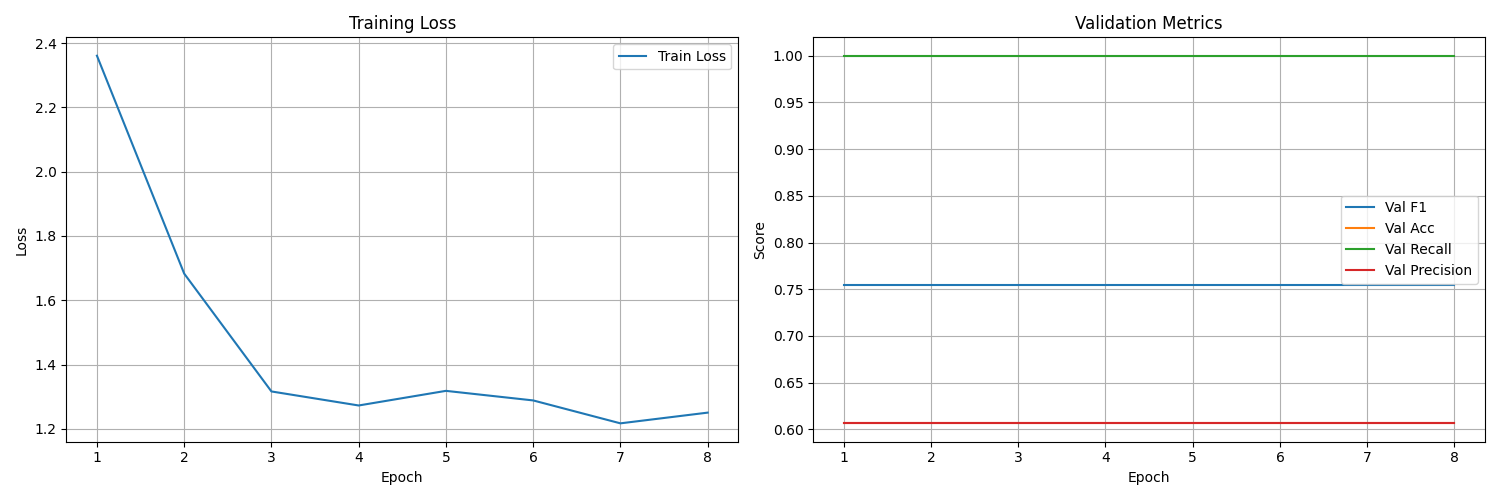 Training Loss
2.4
2.2
2.0
1.8
1.6
1.4
1.2
Loss
Train Loss
1 2 3 4 5 6 7 8
Epoch
Validation Metrics
1.00
0.95
0.90
0.85
0.80
0.75
0.70
0.65
0.60
Score
Val F1
Val Acc
Val Recall
Val Precision
1 2 3 4 5 6 7 8
Epoch